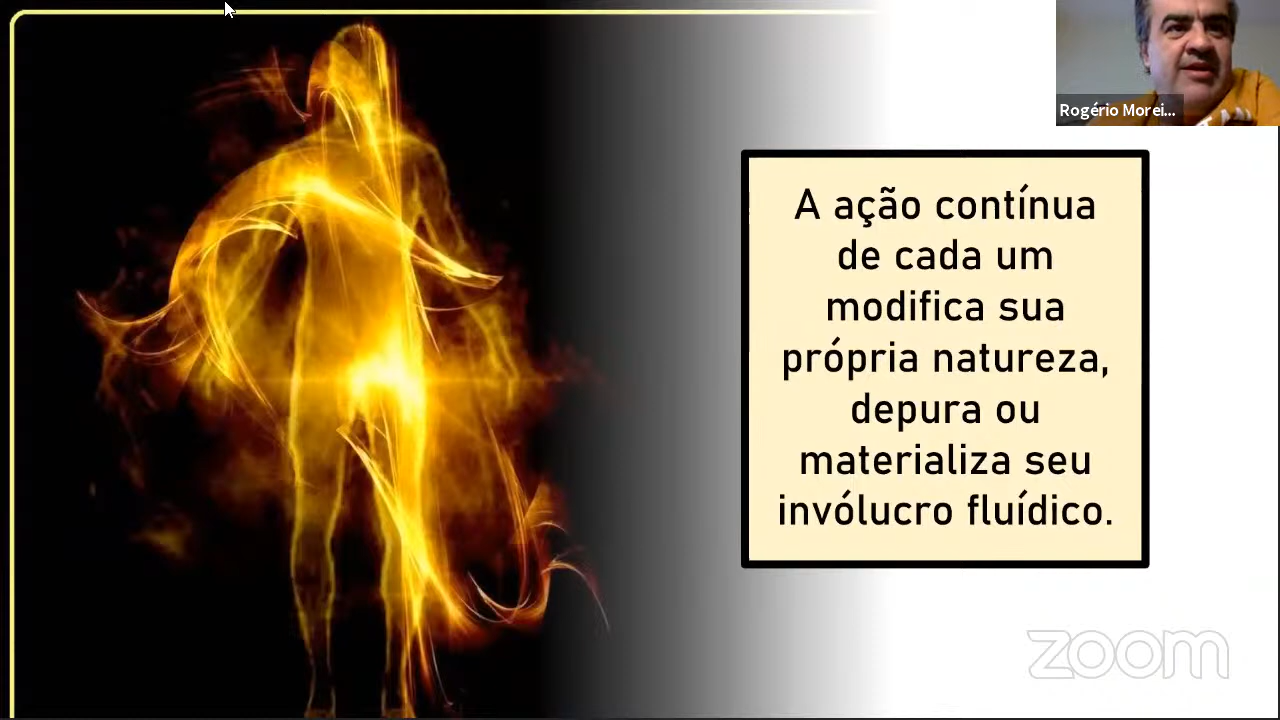 Rogério Morei...
A ação contínua
de cada um
modifica sua
própria natureza,
depura ou
materializa seu
invólucro fluídico.
zoom